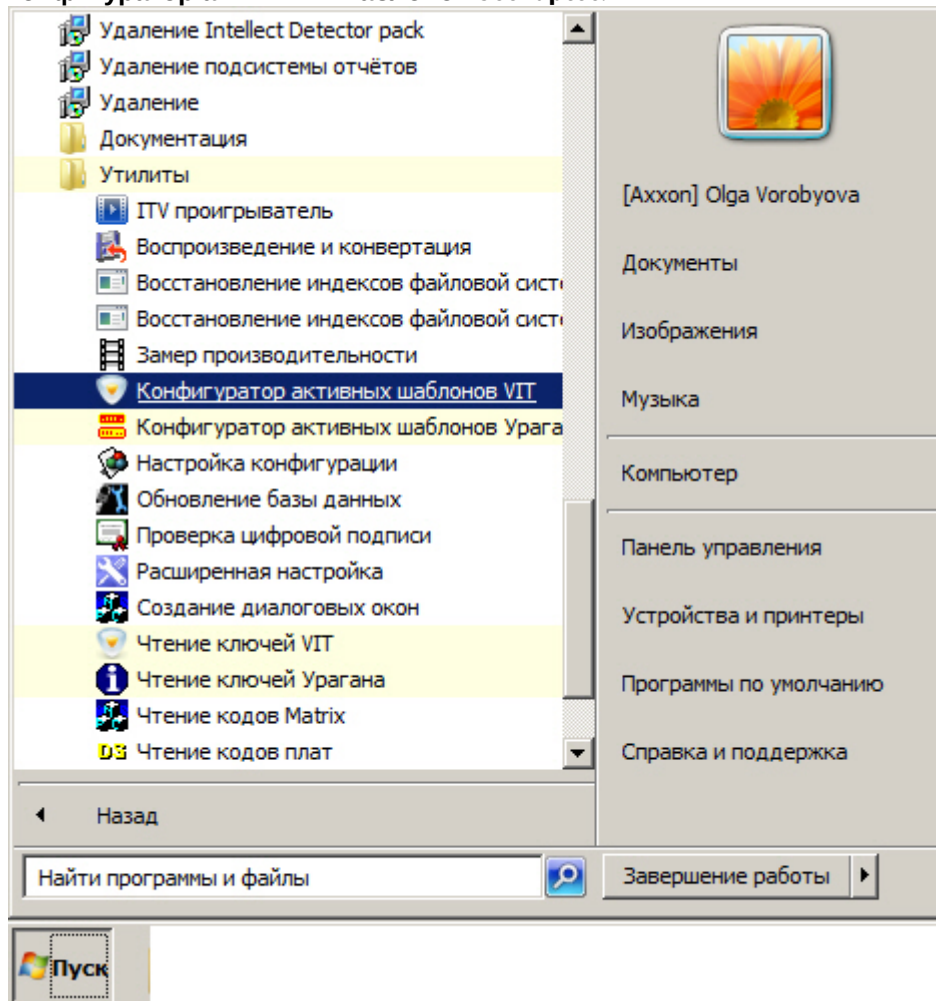 Удаление Intellect Detector pack
Удаление подсистемы отчётов
Удаление
Документация
Утилиты
ITV проигрыватель
Воспроизведение и конвертация
Восстановление индексов файловой сист
Восстановление индексов файловой сист
Замер производительности
Конфигуратор активных шаблонов VIT
Конфигуратор активных шаблонов Урага
Настройка конфигурации
Обновление базы данных
Проверка цифровой подписи
Расширенная настройка
Создание диалоговых окон
Чтение ключей VIT
Чтение ключей Урагана
Чтение кодов Matrix
D3 Чтение кодов плат
Назад
Найти программы и файлы
[Axxon] Olga Vorobyova
Документы
Изображения
Музыка
Компьютер
Панель управления
Устройства и принтеры
Программы по умолчанию
Справка и поддержка
Завершение работы
Пуск